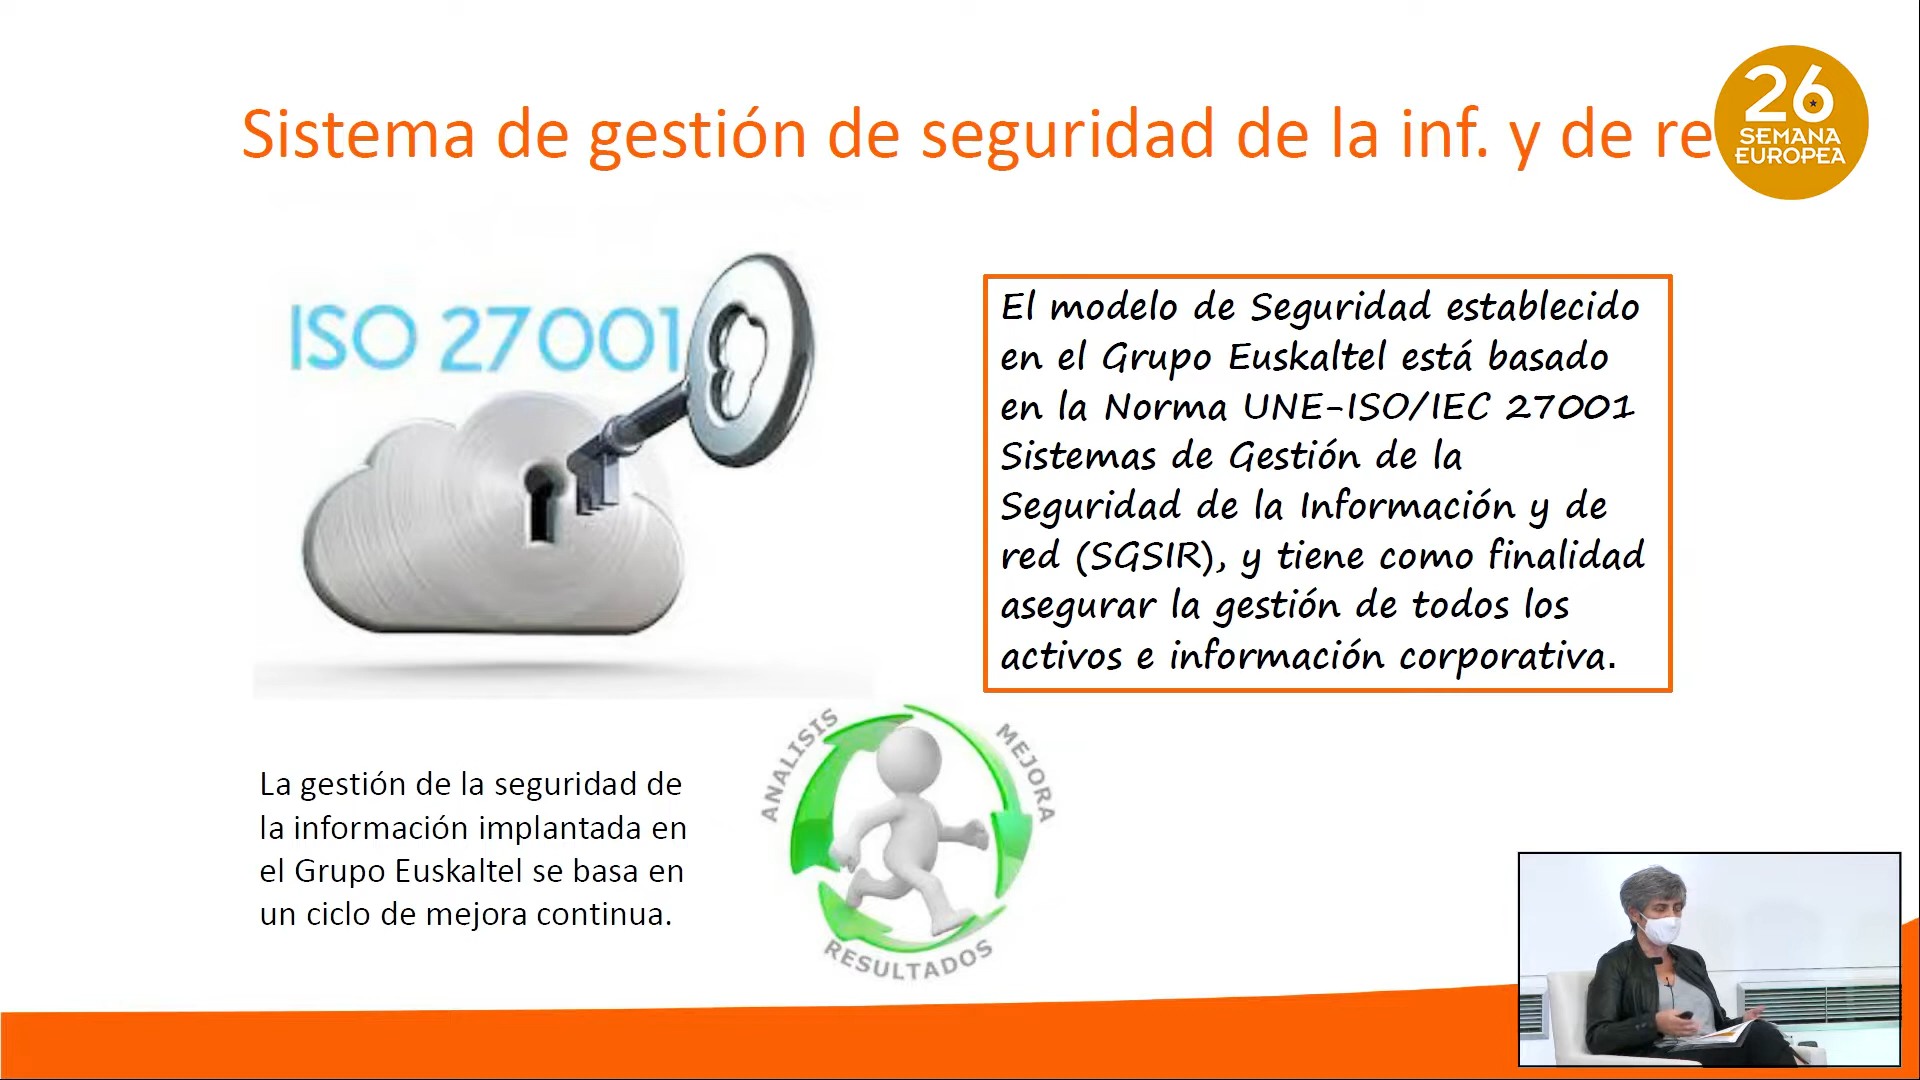 Sistema de gestión de seguridad de la inf. y de re
26
SEMANA
EUROPEA
ISO 27001
El modelo de Seguridad establecido
en el Grupo Euskaltel está basado
en la Norma UNE-ISO/IEC 27001
Sistemas de Gestión de la
Seguridad de la Información y de
red (SGSIR), y tiene como finalidad
asegurar la gestión de todos los
activos e información corporativa.
La gestión de la seguridad de
la información implantada en
el Grupo Euskaltel se basa en
un ciclo de mejora continua.
ANALISIS
MEJORA
RESULTADOS